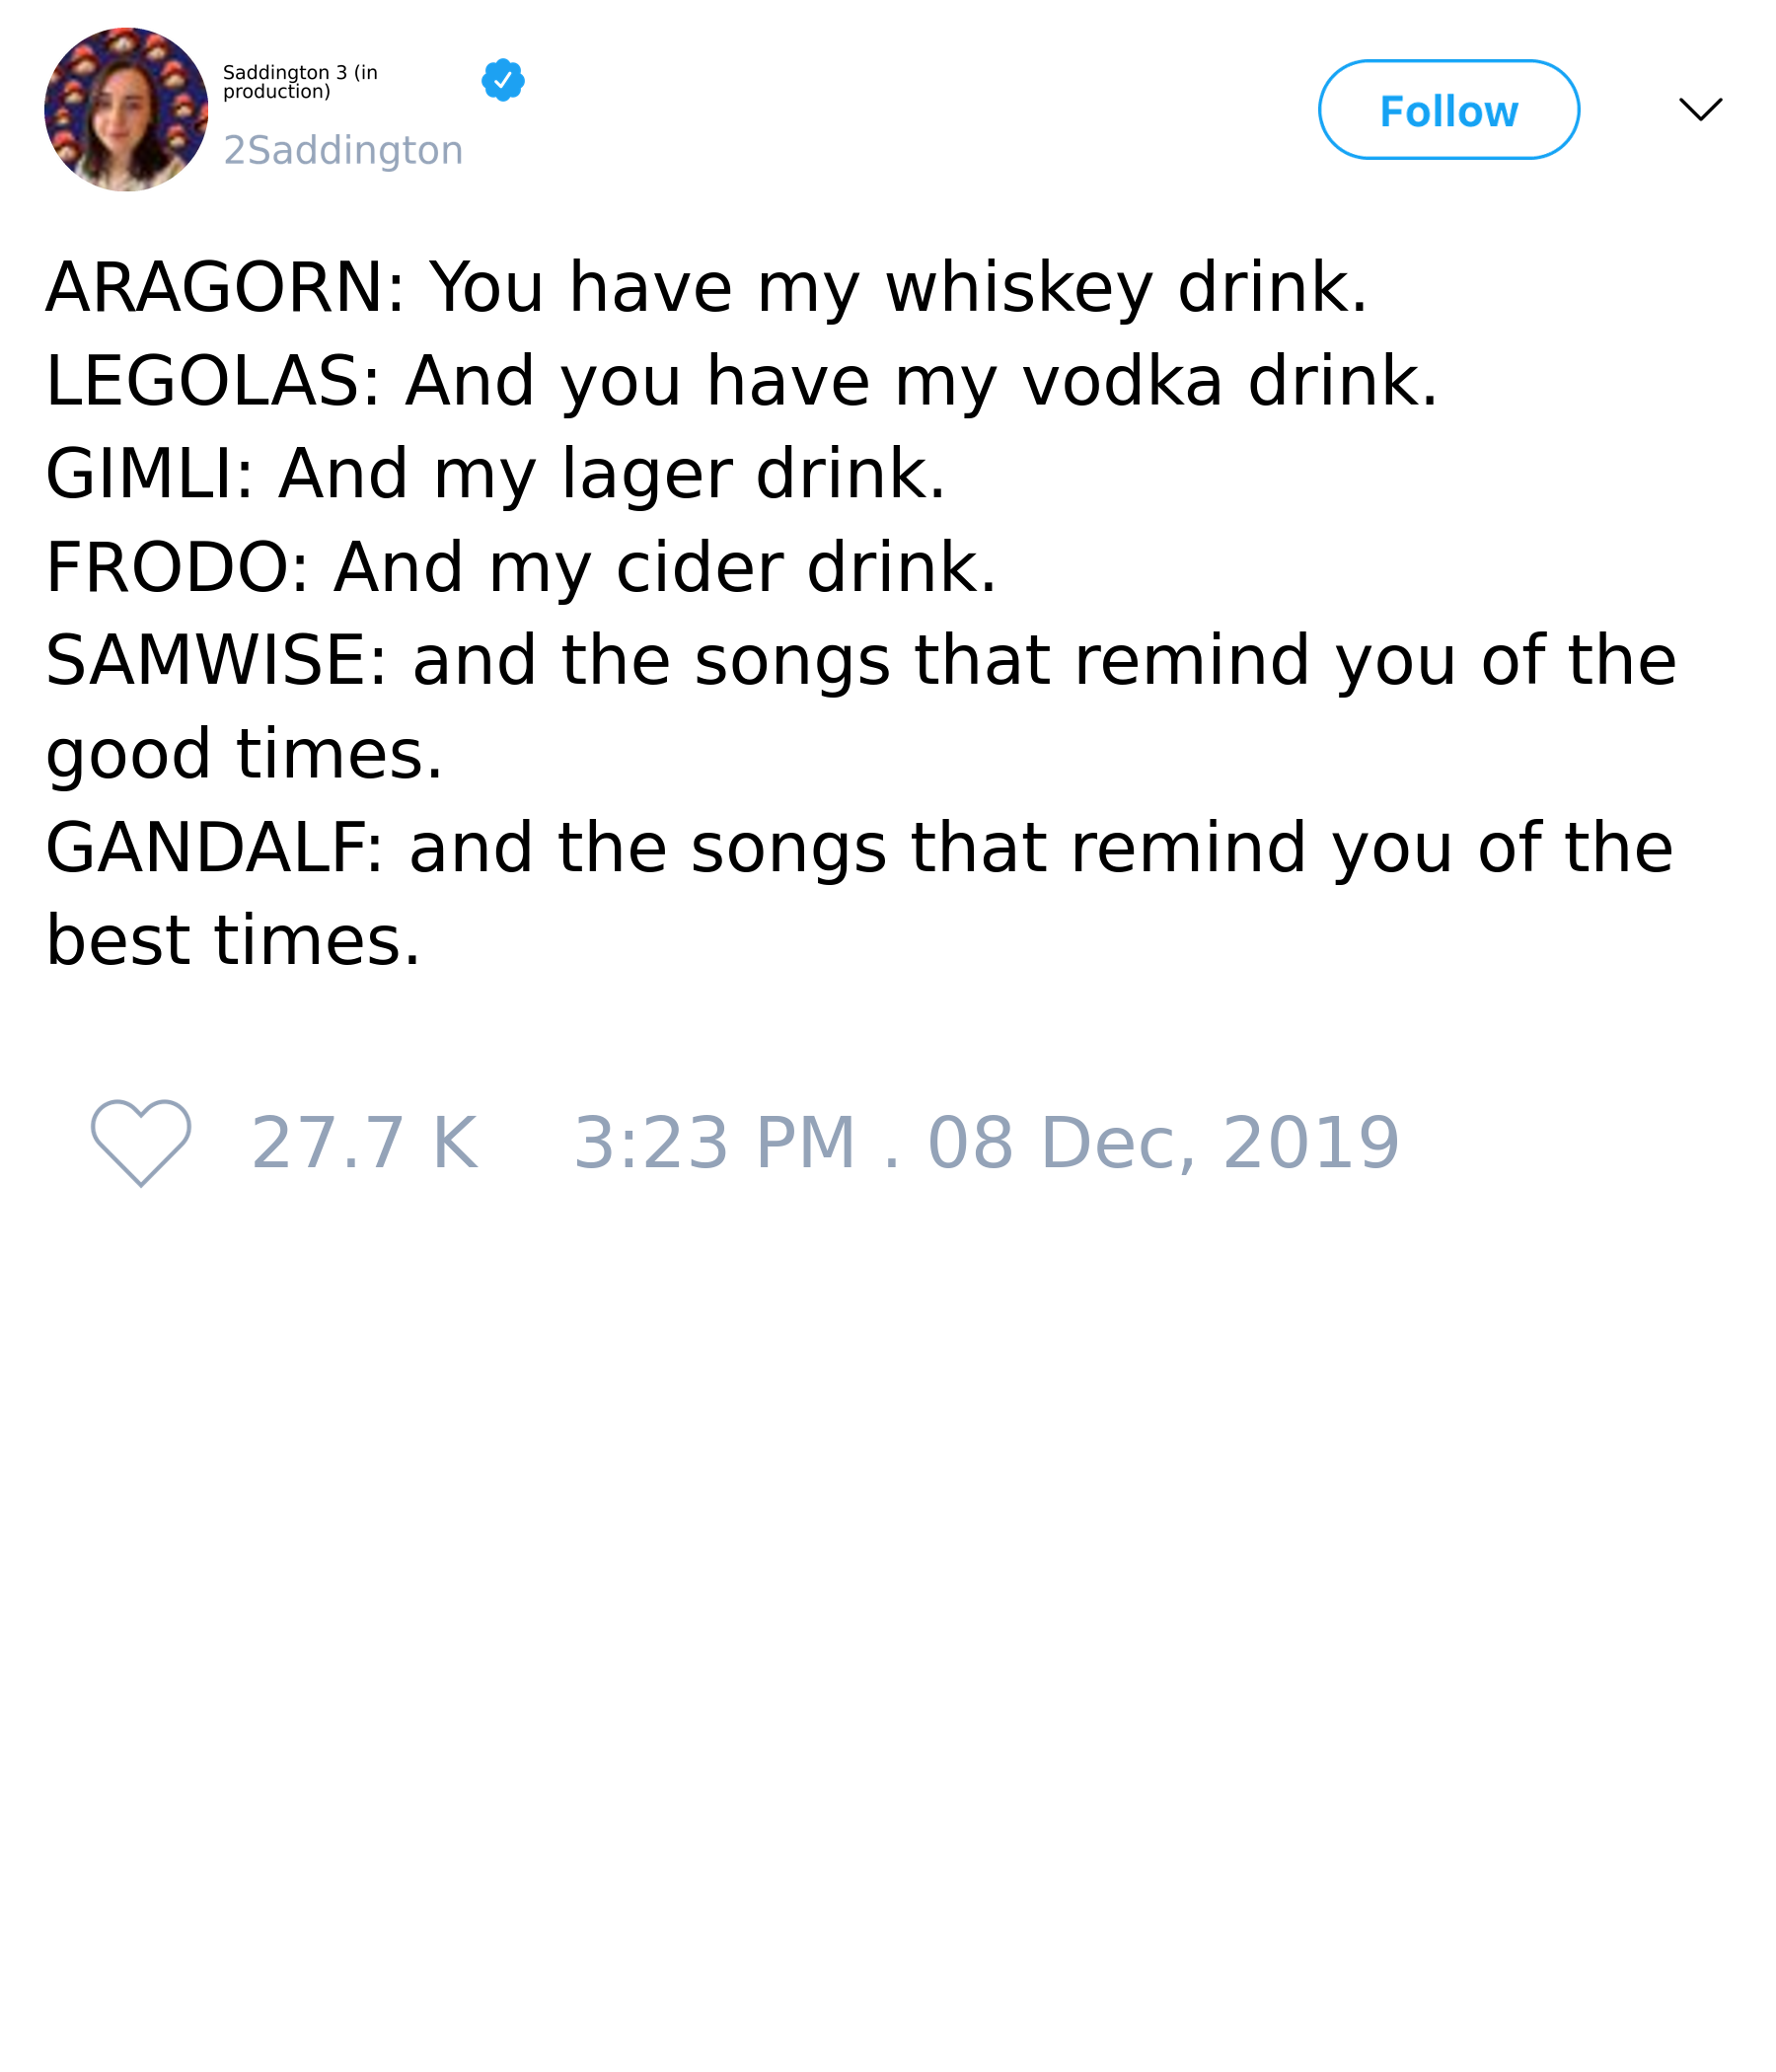 Saddington 3 (in
production)
2Saddington
Follow
ARAGORN: You have my whiskey drink.
LEGOLAS: And you have my vodka drink.
GIMLI: And my lager drink.
FRODO: And my cider drink.
SAMWISE: and the songs that remind you of the
good times.
GANDALF: and the songs that remind you of the
best times.
27.7 K 3:23 PM . 08 Dec, 2019